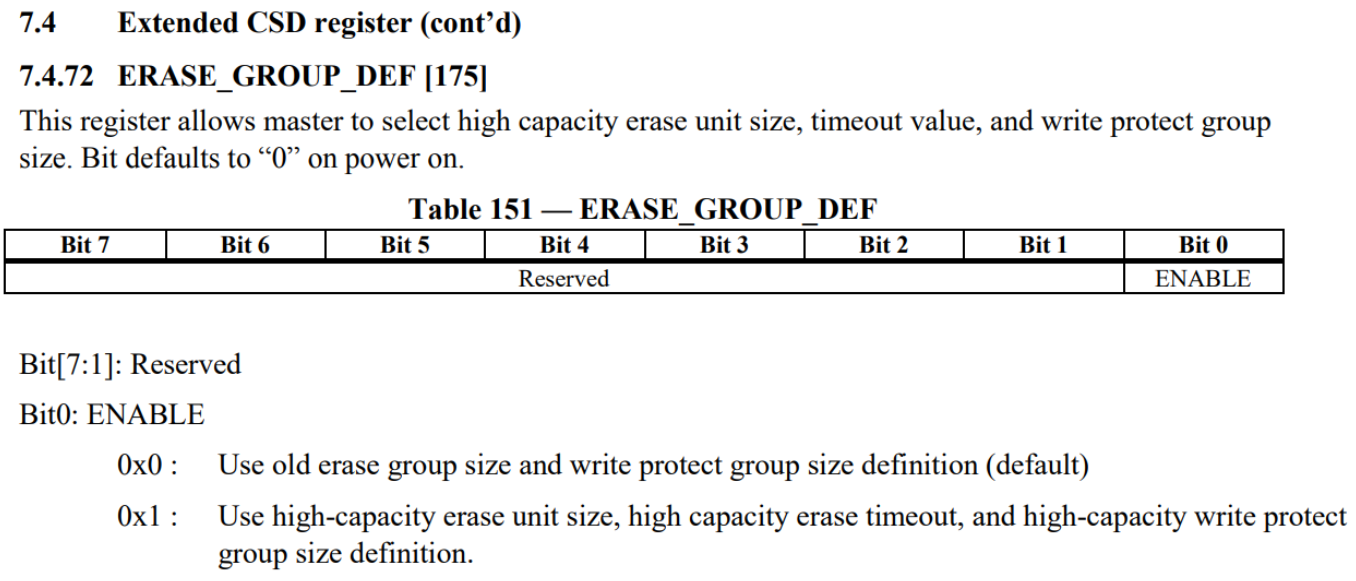 7.4 Extended CSD register (cont’d)
7.4.72 ERASE_GROUP_DEF [175]
This register allows master to select high capacity erase unit size, timeout value, and write protect group
size. Bit defaults to “0” on power on.
Table 151 — ERASE_GROUP_DEF
Bit 7 Bit 6 Bit 5 Bit 4 Bit 3 Bit 2 Bit 1 Bit 0
Reserved ENABLE
Bit[7:1]: Reserved
Bit0: ENABLE
0x0 : Use old erase group size and write protect group size definition (default)
0x1 : Use high-capacity erase unit size, high capacity erase timeout, and high-capacity write protect
group size definition.